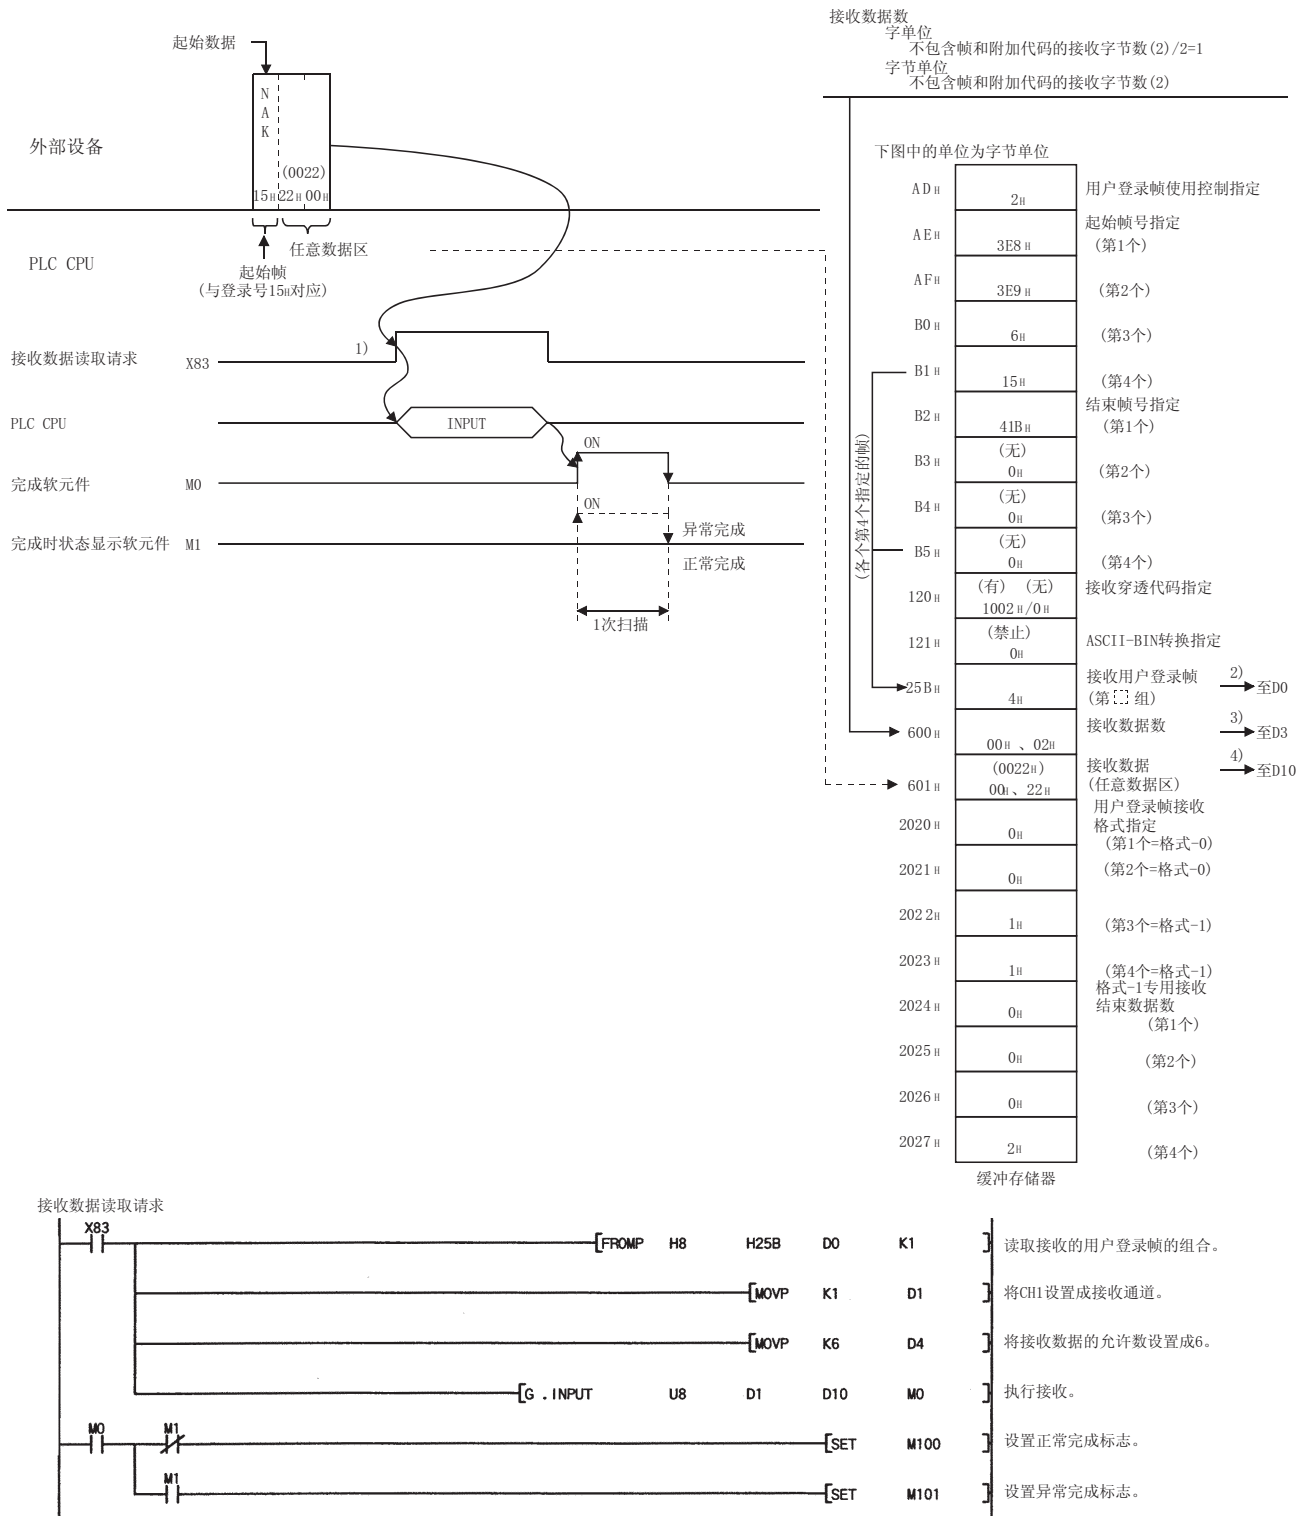 接收数据数
字单位
不包含帧和附加代码的接收字节数(2)/2=1
字节单位
不包含帧和附加代码的接收字节数(2)
起始数据
N
A
K
外部设备
(0022)
15H 22H 00H
任意数据区
PLC CPU
起始帧
(与登录号15H对应)
接收数据读取请求 X83
1)
PLC CPU
INPUT
ON
完成软元件 M0
ON
完成时状态显示软元件 M1
异常完成
正常完成
1次扫描
下图中的单位为字节单位
ADH 2H 用户登录帧使用控制指定
起始帧号指定
AEH 3E8H (第1个)
AFH 3E9H (第2个)
B0H 6H (第3个)
B1H 15H (第4个)
结束帧号指定
B2H 41BH (第1个)
(无)
B3H 0H (第2个)
(无)
B4H 0H (第3个)
(无)
B5H 0H (第4个)
(各个第4个指定的帧)
(有) (无) 接收穿透代码指定
120H 1002H/0H
(禁止)
121H 0H ASCII-BIN转换指定
接收用户登录帧 2)
25BH 4H (第 组) 至D0
接收数据数 3)
600H 00H、02H 至D3
(0022H) 接收数据 4)
601H 00H、22H (任意数据区) 至D10
用户登录帧接收
2020H 0H 格式指定
(第1个=格式-0)
2021H 0H (第2个=格式-0)
2022H 1H (第3个=格式-1)
2023H 1H (第4个=格式-1)
格式-1专用接收
2024H 0H 结束数据数
(第1个)
2025H 0H (第2个)
2026H 0H (第3个)
2027H 2H (第4个)
缓冲存储器
接收数据读取请求
X83
FROMP H8 H25B D0 K1 读取接收的用户登录帧的组合。
MOVP K1 D1 将CH1设置成接收通道。
MOVP K6 D4 将接收数据的允许数设置成6。
G.INPUT U8 D1 D10 M0 执行接收。
M0 M1
SET M100 设置正常完成标志。
M1
SET M101 设置异常完成标志。